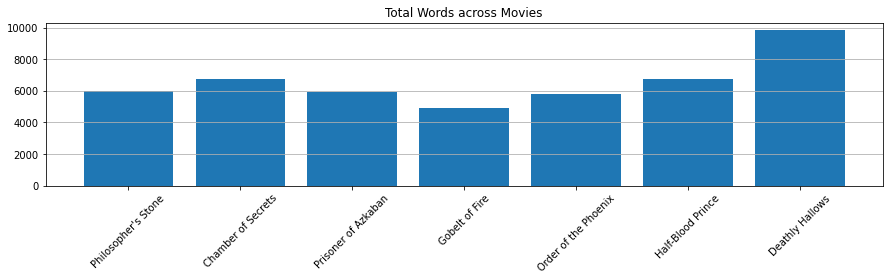 Total Words across Movies
10000
8000
6000
4000
2000
0
Philosopher's Stone
Chamber of Secrets
Prisoner of Azkaban
Gobelt of Fire
Order of the Phoenix
Half-Blood Prince
Deathly Hallows